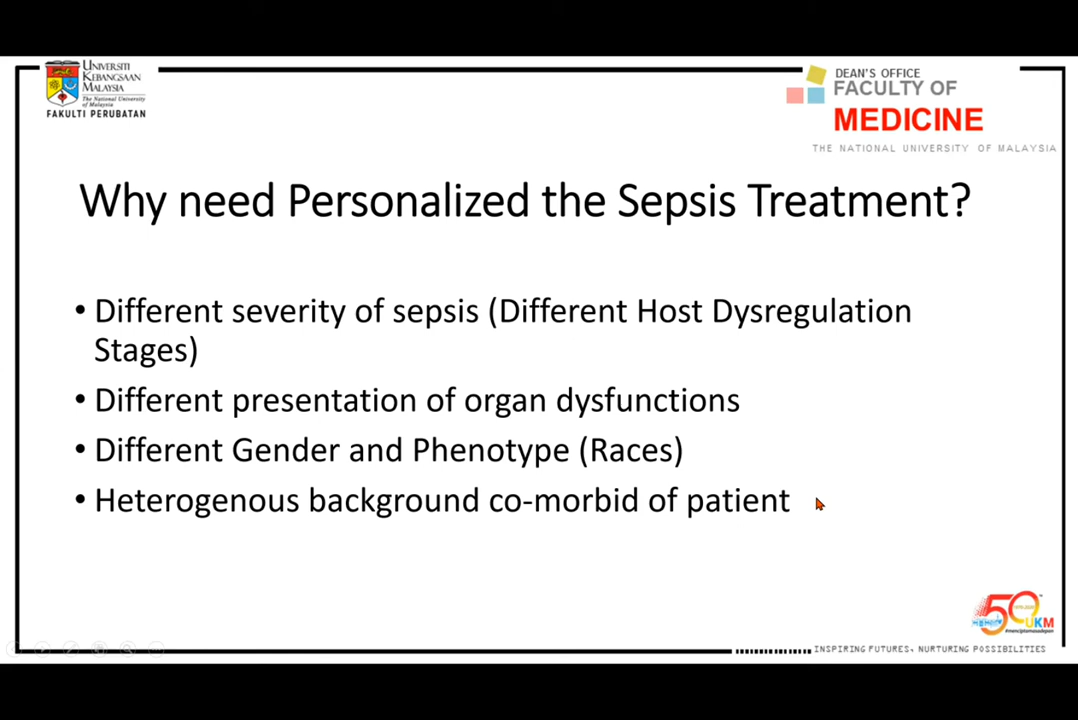 UNIVERSITI
KEBANGSAAN
MALAYSIA
The National University
of Malaysia
FAKULTI PERUBATAN
DEAN'S OFFICE
FACULTY OF
MEDICINE
THE NATIONAL UNIVERSITY OF MALAYSIA
Why need Personalized the Sepsis Treatment?
• Different severity of sepsis (Different Host Dysregulation
Stages)
• Different presentation of organ dysfunctions
• Different Gender and Phenotype (Races)
• Heterogenous background co-morbid of patient
50
UKM
INSPIRING FUTURES, NURTURING POSSIBILITIES